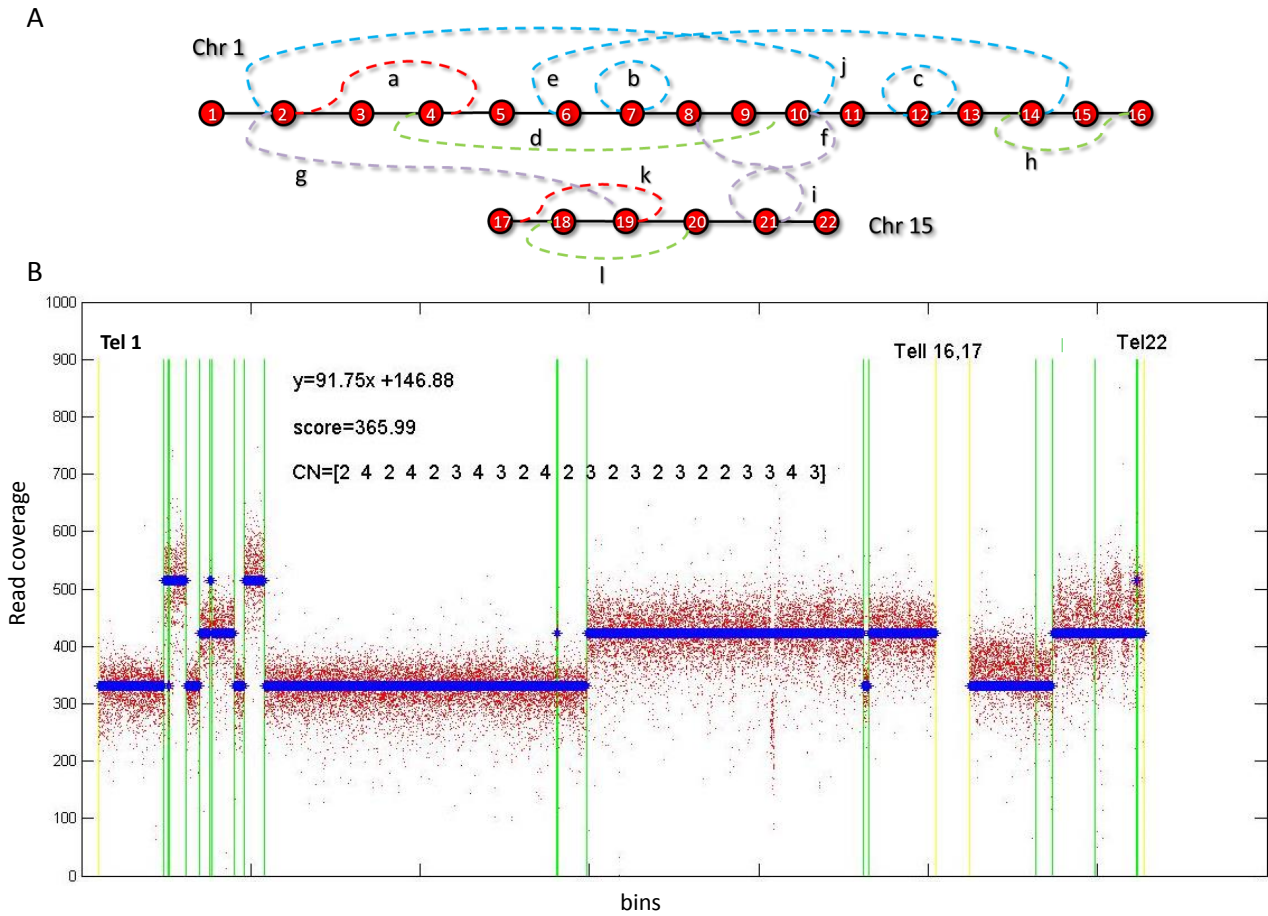 A
Chr 1
a e b j c
1 2 3 4 5 6 7 8 9 10 11 12 13 14 15 16
d f h
g k i
17 18 19 20 21 22 Chr 15
l
B
1000
Tel 1 Tell 16,17 Tel22
900
y=91.75x +146.88
800
score=365.99
700
CN=[2 4 2 4 2 3 4 3 2 4 2 3 2 3 2 3 2 2 3 3 4 3]
600
500
400
300
200
100
0
Read coverage
bins